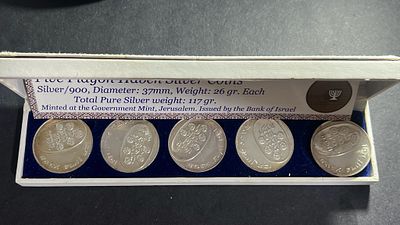 Five Pidyon Haben Silver Coins
Silver/900, Diameter: 37mm, Weight: 26 gr. Each
Total Pure Silver weight: 117 gr.
Minted at the Government Mint, Jerusalem. Issued by the Bank of Israel